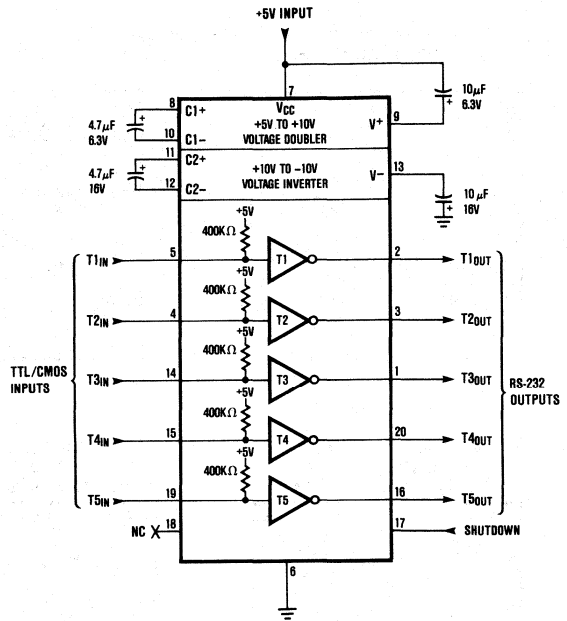 +5V INPUT
7
VCC
8
C1+
4.7µF
6.3V
10
C1−
+5V TO +10V
VOLTAGE DOUBLER
V+
9
10µF
6.3V
11
C2+
4.7µF
16V
12
C2−
+10V TO −10V
VOLTAGE INVERTER
V−
13
10µF
16V
+5V
400KΩ
T1IN
5
T1
2
T1OUT
+5V
400KΩ
T2IN
4
T2
3
T2OUT
+5V
400KΩ
T3IN
14
T3
1
T3OUT
+5V
400KΩ
T4IN
15
T4
20
T4OUT
+5V
400KΩ
T5IN
19
T5
16
T5OUT
TTL/CMOS
INPUTS
RS-232
OUTPUTS
NC
18
17
SHUTDOWN
6